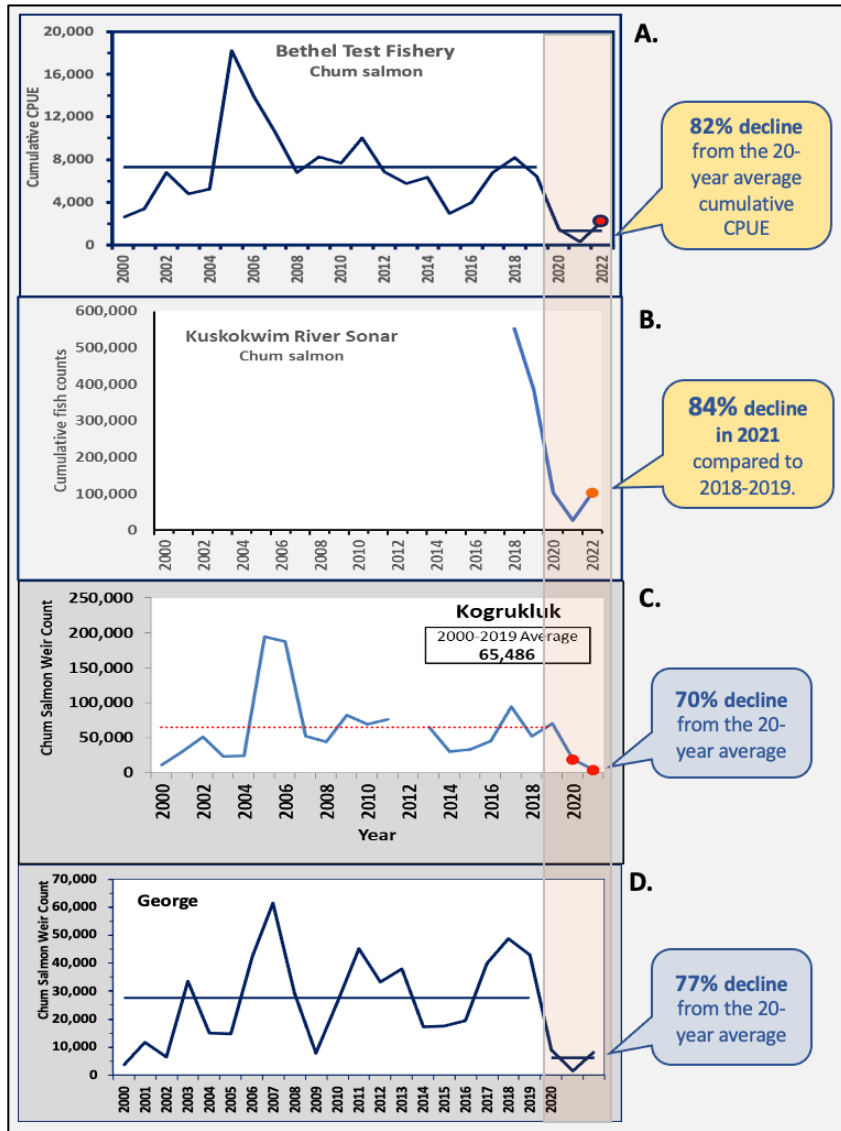 A.
Bethel Test Fishery
Chum salmon
Cumulative CPUE
20,000
16,000
12,000
8,000
4,000
0
2000
2002
2004
2006
2008
2010
2012
2014
2016
2018
2020
2022
82% decline
from the 20-
year average
cumulative
CPUE
B.
Kuskokwim River Sonar
Chum salmon
Cumulative fish counts
600,000
500,000
400,000
300,000
200,000
100,000
0
2000
2002
2004
2006
2008
2010
2012
2014
2016
2018
2020
2022
84% decline
in 2021
compared to
2018-2019.
C.
Kogrukluk
2000-2019 Average
65,486
Chum Salmon Weir Count
250,000
200,000
150,000
100,000
50,000
0
2000
2002
2004
2006
2008
2010
2012
2014
2016
2018
2020
Year
70% decline
from the 20-
year average
D.
George
Chum Salmon Weir Count
70,000
60,000
50,000
40,000
30,000
20,000
10,000
0
2000
2001
2002
2003
2004
2005
2006
2007
2008
2009
2010
2011
2012
2013
2014
2015
2016
2017
2018
2019
2020
77% decline
from the 20-
year average